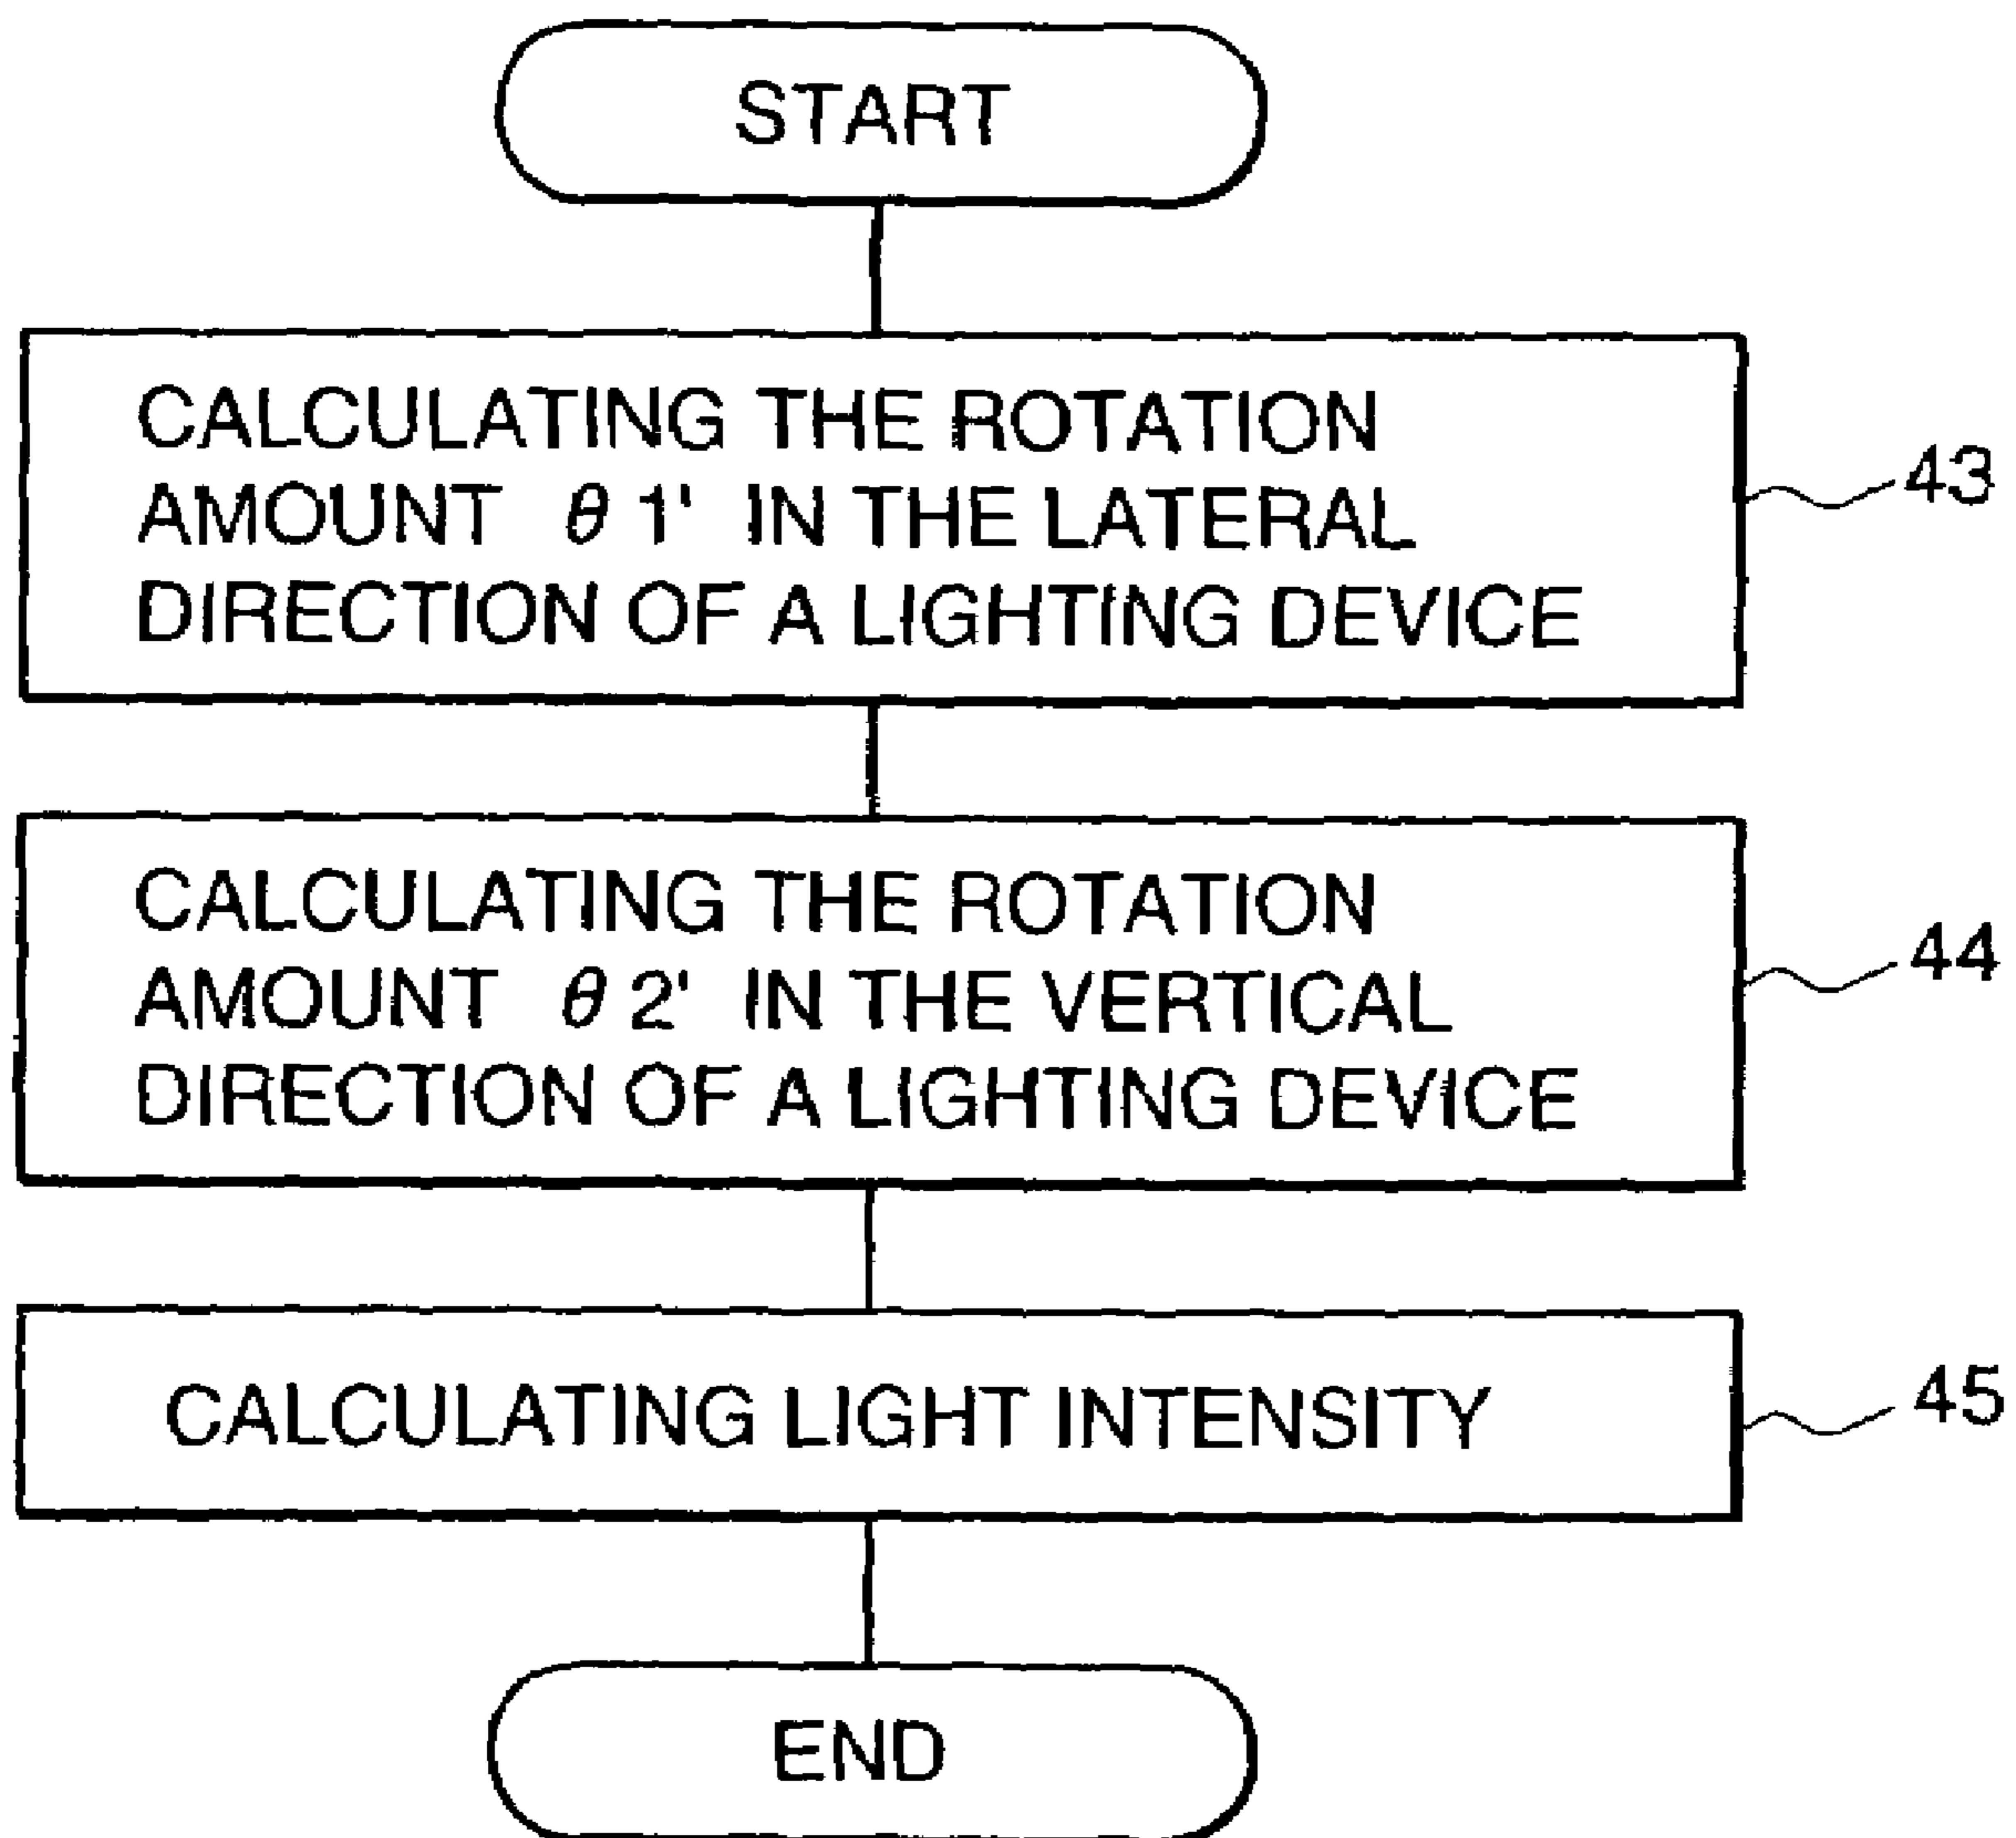 START
CALCULATING THE ROTATION
AMOUNT θ 1' IN THE LATERAL
DIRECTION OF A LIGHTING DEVICE
43
CALCULATING THE ROTATION
AMOUNT θ 2' IN THE VERTICAL
DIRECTION OF A LIGHTING DEVICE
44
CALCULATING LIGHT INTENSITY
45
END